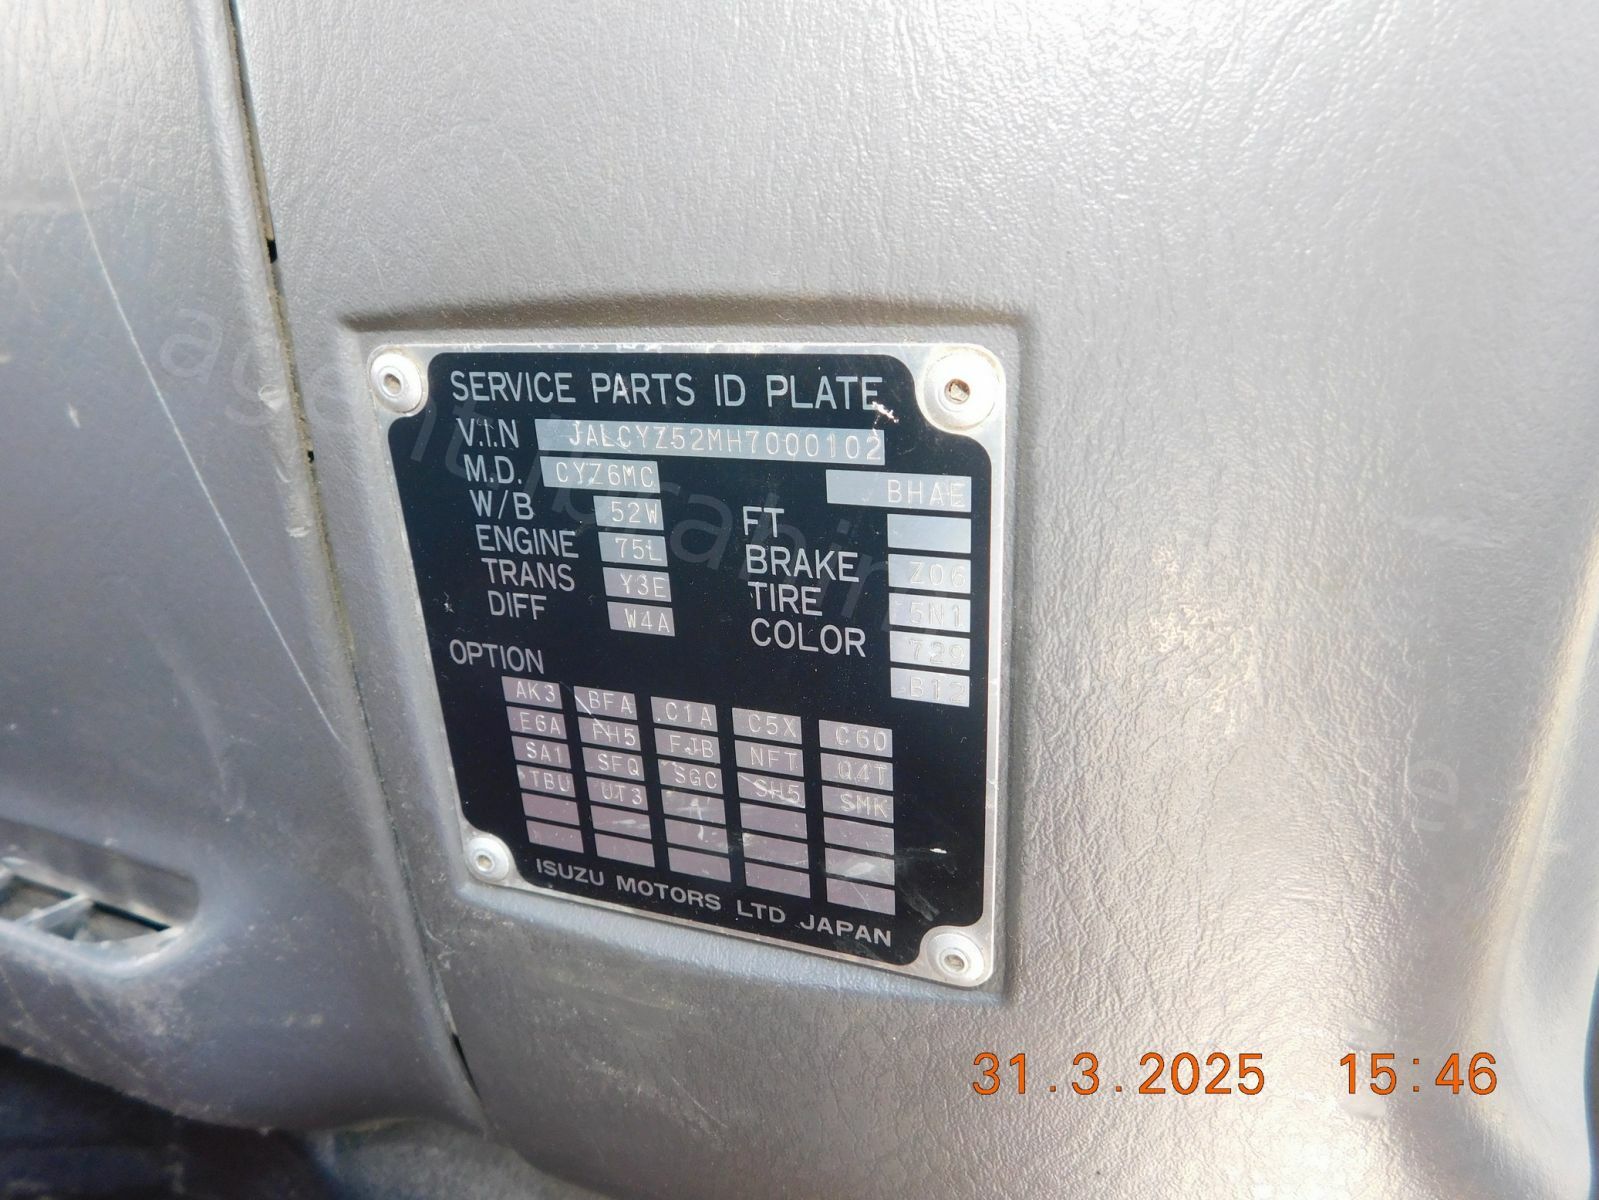 SERVICE PARTS ID PLATE
V.I.N JALCYZ52MH7000102
M.D. CYZ6MC BHAE
W/B 52W FT
ENGINE 75L BRAKE Z06
TRANS Y3E TIRE 5N1
DIFF W4A COLOR 729
B12
OPTION
AK3 BFA C1A C5X C60
E6A FH5 FJB NFT Q4T
SA1 SFQ SGC SH5 SMK
TBU UT3
ISUZU MOTORS LTD JAPAN
31.3.2025 15:46